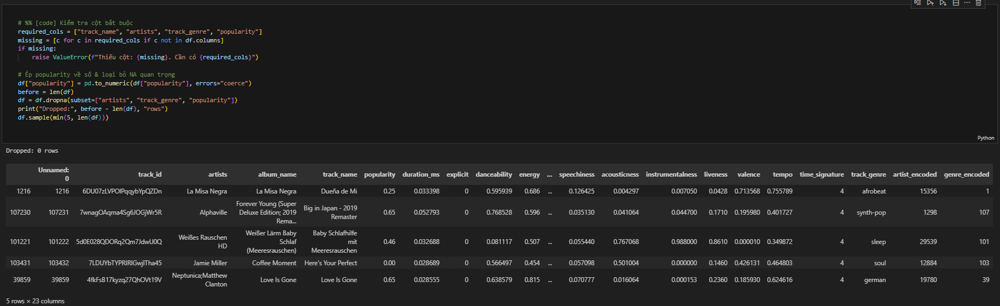 # %% [code] Kiểm tra cột bắt buộc
required_cols = ["track_name", "artists", "track_genre", "popularity"]
missing = [c for c in required_cols if c not in df.columns]
if missing:
    raise ValueError(f"Thiếu cột: {missing}. Cần có {required_cols}")

# Ép popularity về số & loại bỏ NA quan trọng
df["popularity"] = pd.to_numeric(df["popularity"], errors="coerce")
before = len(df)
df = df.dropna(subset=["artists", "track_genre", "popularity"])
print("Dropped:", before - len(df), "rows")
df.sample(min(5, len(df)))
Python
Dropped: 0 rows
Unnamed: 0 track_id artists album_name track_name popularity duration_ms explicit danceability energy ... speechiness acousticness instrumentalness liveness valence tempo time_signature track_genre artist_encoded genre_encoded
1216 1216 6DU07zLVPOlPqqybYpQZDn La Misa Negra La Misa Negra Dueña de Mi 0.25 0.033398 0 0.595939 0.686 ... 0.126425 0.004297 0.007050 0.0428 0.713568 0.755789 4 afrobeat 15356 1
107230 107231 7wnagOAqma4Sg6JOGjWr5R Alphaville Forever Young (Super Deluxe Edition; 2019 Rema... Big in Japan - 2019 Remaster 0.65 0.052793 0 0.768528 0.596 ... 0.035130 0.041064 0.044700 0.1710 0.195980 0.401727 4 synth-pop 1298 107
101221 101222 5d0E028QDORq2Qm7JdwU0Q Weißes Rauschen HD Weißer Lärm Baby Schlaf (Meeresrauschen) Baby Schlafhilfe mit Meeresrauschen 0.46 0.032688 0 0.081117 0.507 ... 0.055440 0.767068 0.988000 0.8610 0.000010 0.349872 4 sleep 29539 101
103431 103432 7LDUYbTYPRIRlGwjlTha45 Jamie Miller Coffee Moment Here's Your Perfect 0.00 0.028689 0 0.566497 0.454 ... 0.057098 0.501004 0.000000 0.1460 0.426131 0.464803 4 soul 12884 103
39859 39859 4fkFsB17kyzq27QhOVt19V Neptunica;Matthew Clanton Love Is Gone Love Is Gone 0.65 0.028555 0 0.638579 0.815 ... 0.070777 0.016064 0.000153 0.2360 0.185930 0.624616 4 german 19780 39
5 rows × 23 columns